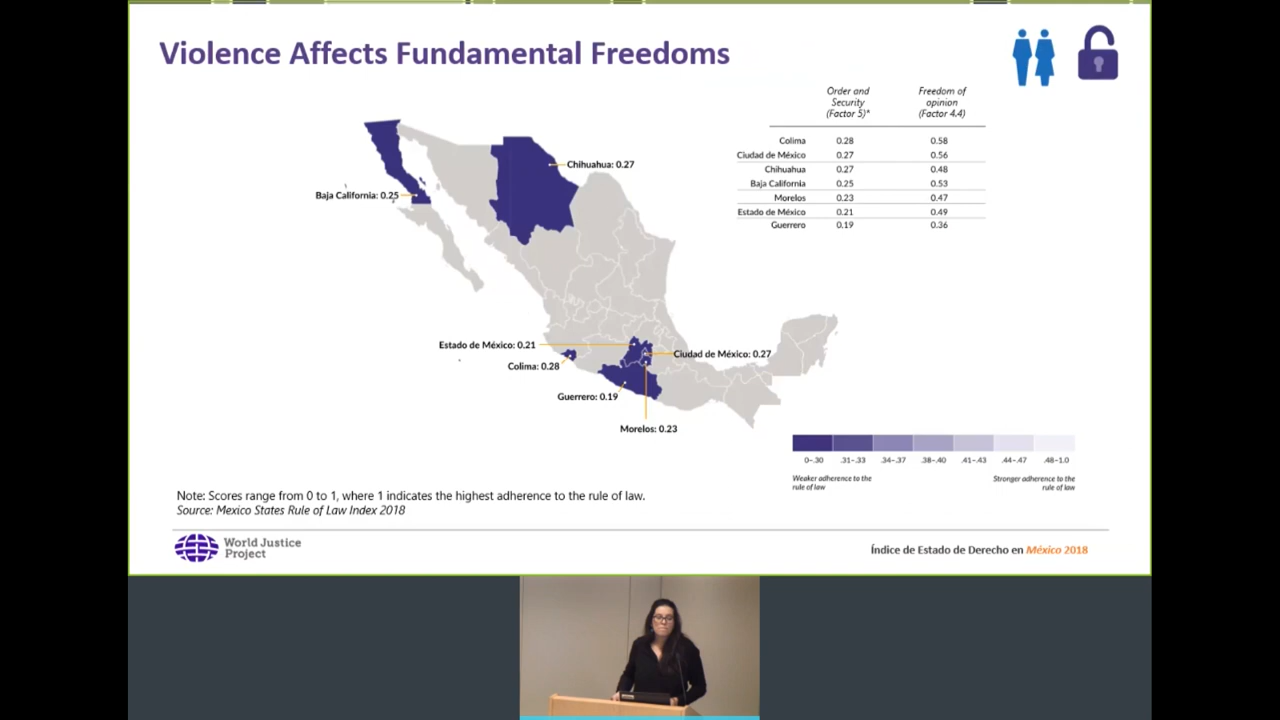 Violence Affects Fundamental Freedoms
Order and
Security
(Factor 5)*
Freedom of
opinion
(Factor 4.4)
Colima 0.28 0.58
Ciudad de México 0.27 0.56
Chihuahua 0.27 0.48
Baja California 0.25 0.53
Morelos 0.23 0.47
Estado de México 0.21 0.49
Guerrero 0.19 0.36
Chihuahua: 0.27
Baja California: 0.25
Estado de México: 0.21
Ciudad de México: 0.27
Colima: 0.28
Guerrero: 0.19
Morelos: 0.23
0-.30 .31-.33 .34-.37 .38-.40 .41-.43 .44-.47 .48-1.0
Weaker adherence to the
rule of law
Stronger adherence to the
rule of law
Note: Scores range from 0 to 1, where 1 indicates the highest adherence to the rule of law.
Source: Mexico States Rule of Law Index 2018
World Justice
Project
Índice de Estado de Derecho en México 2018